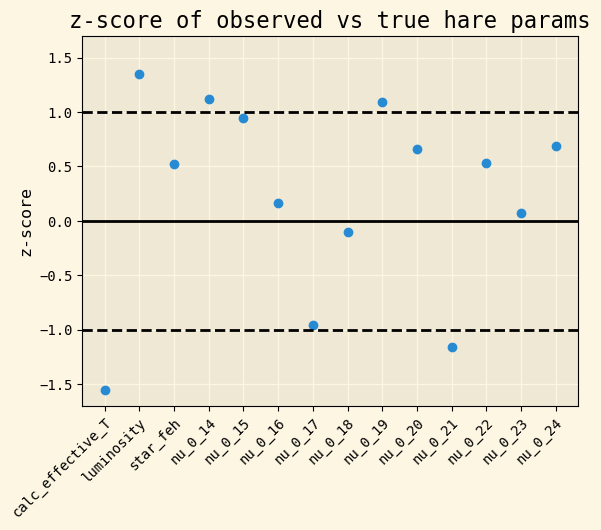 z-score of observed vs true hare params
z-score
1.5
1.0
0.5
0.0
−0.5
−1.0
−1.5
calc_effective_T
luminosity
star_feh
nu_0_14
nu_0_15
nu_0_16
nu_0_17
nu_0_18
nu_0_19
nu_0_20
nu_0_21
nu_0_22
nu_0_23
nu_0_24